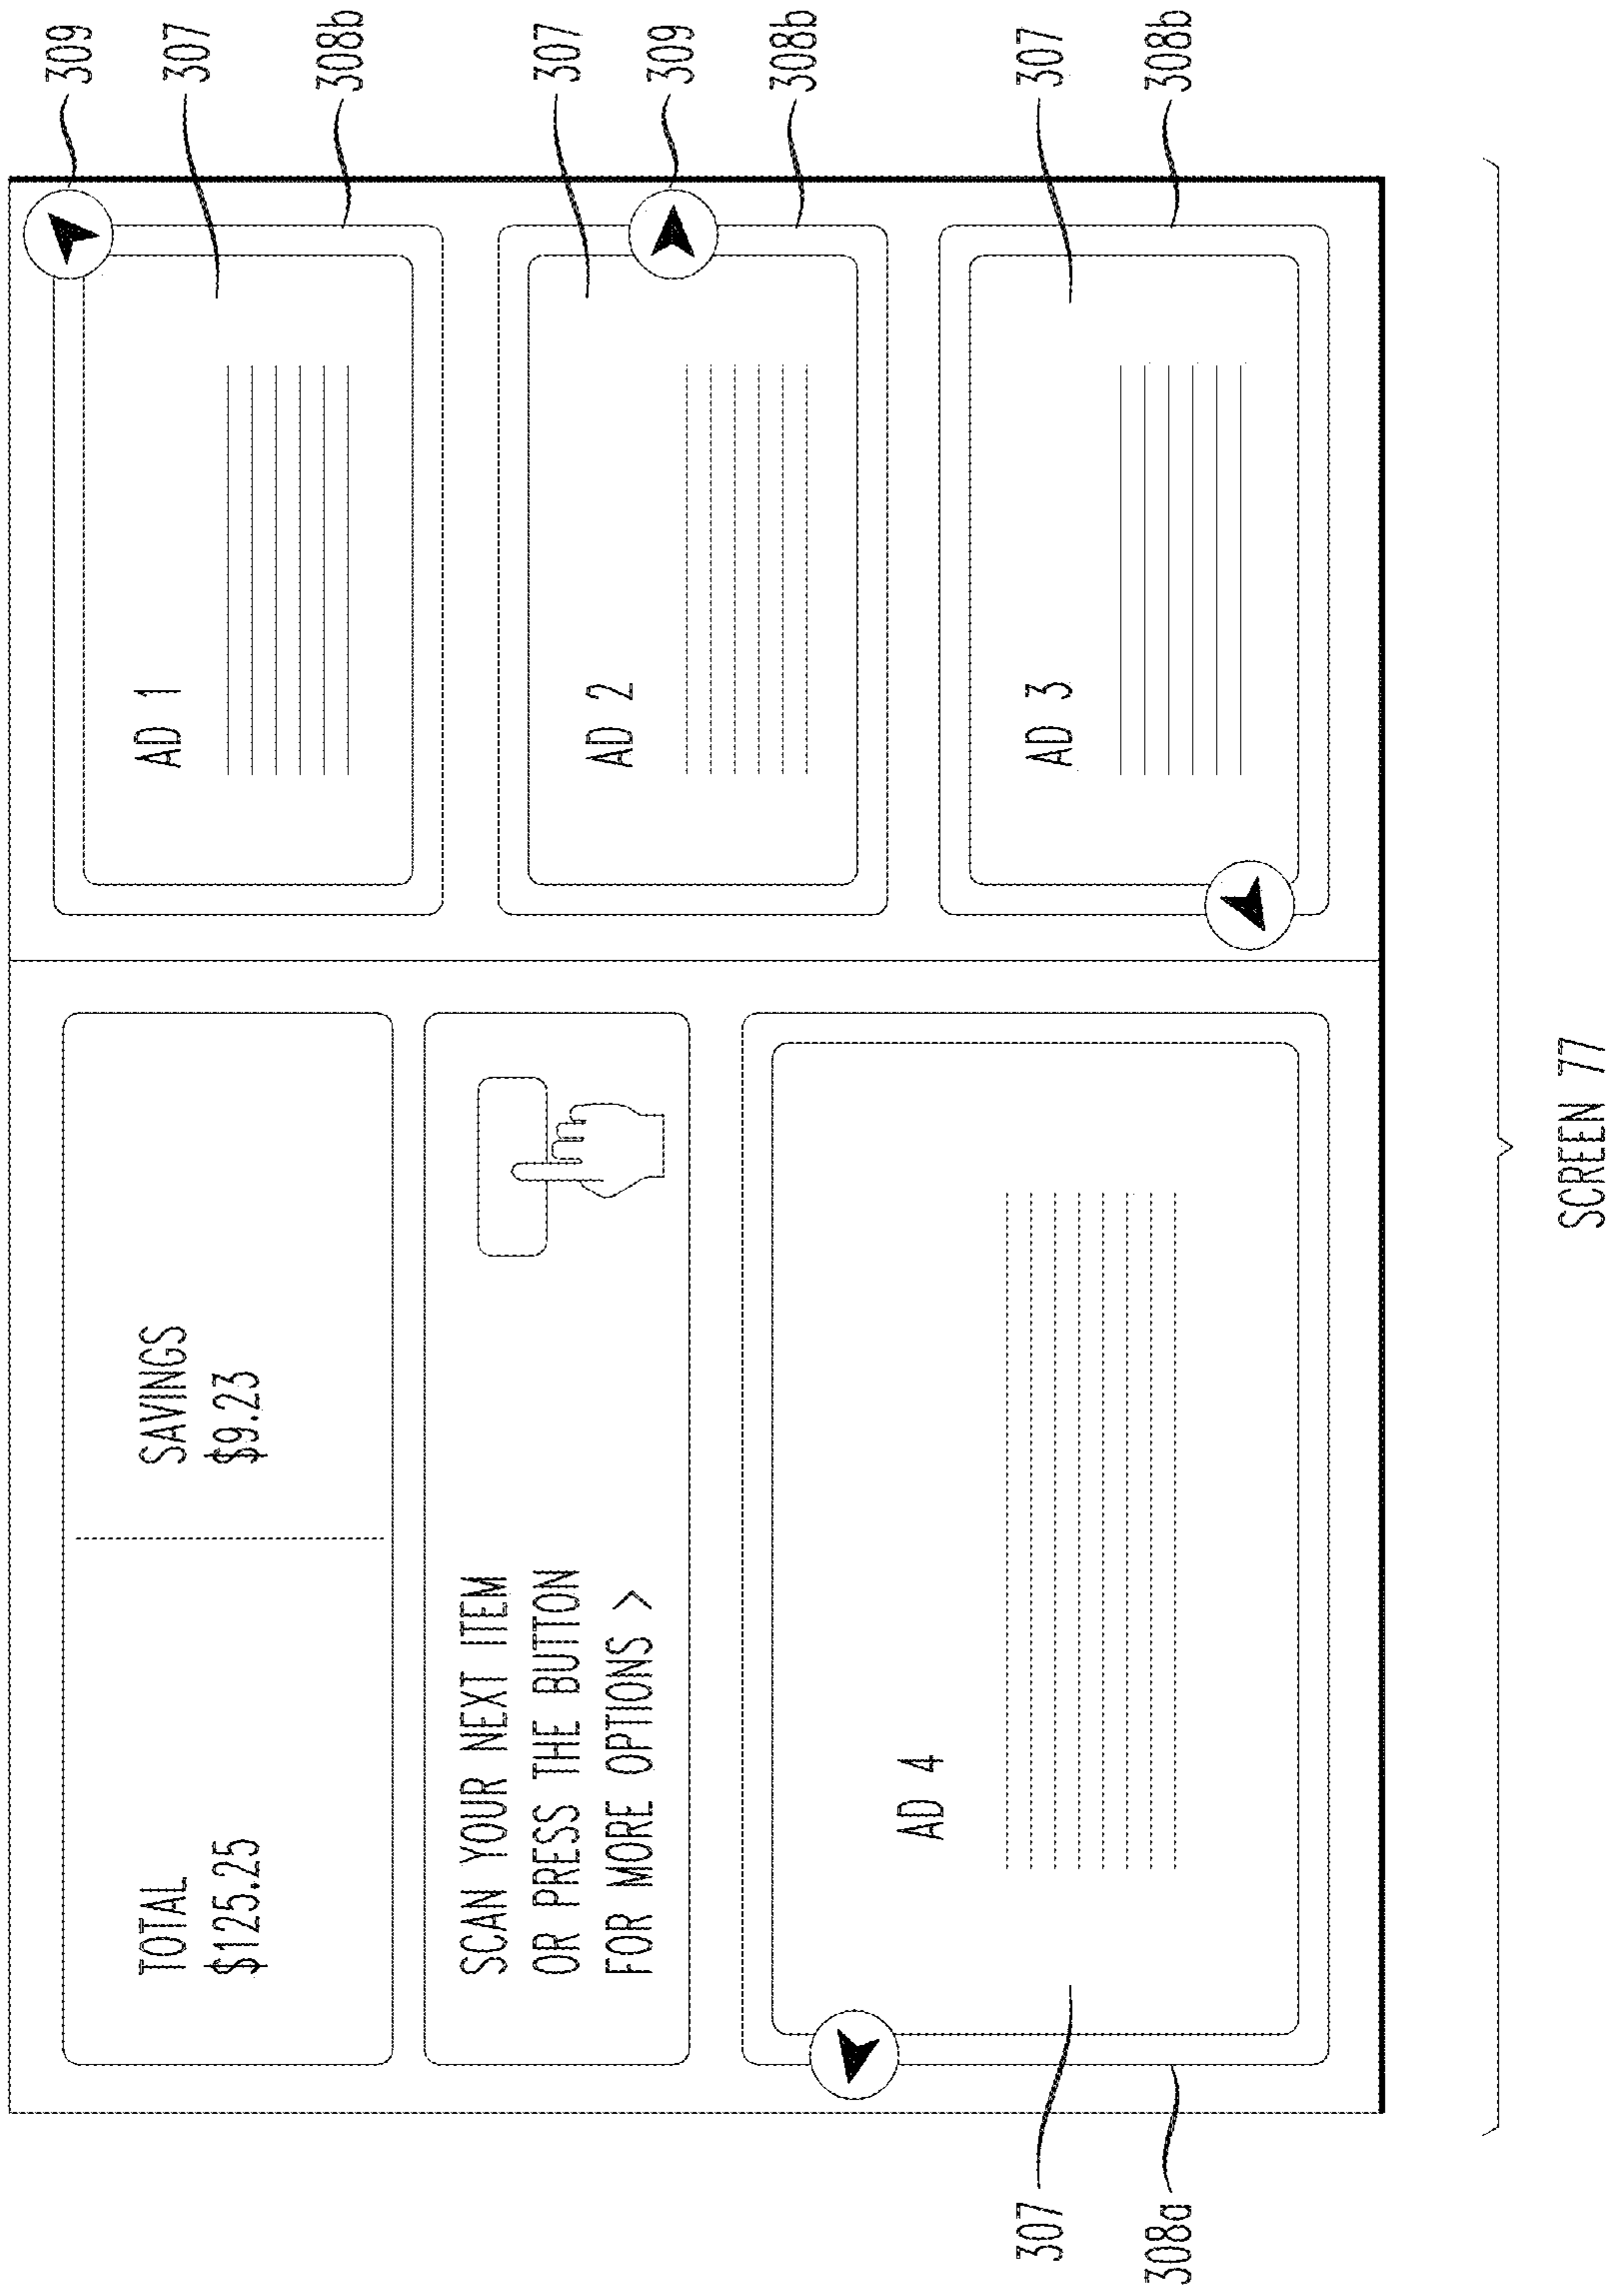 TOTAL
$125.25
SAVINGS
$9.23
SCAN YOUR NEXT ITEM
OR PRESS THE BUTTON
FOR MORE OPTIONS >
AD 4
307
308a
AD 1
309
307
308b
AD 2
307
309
308b
AD 3
307
308b
SCREEN 77